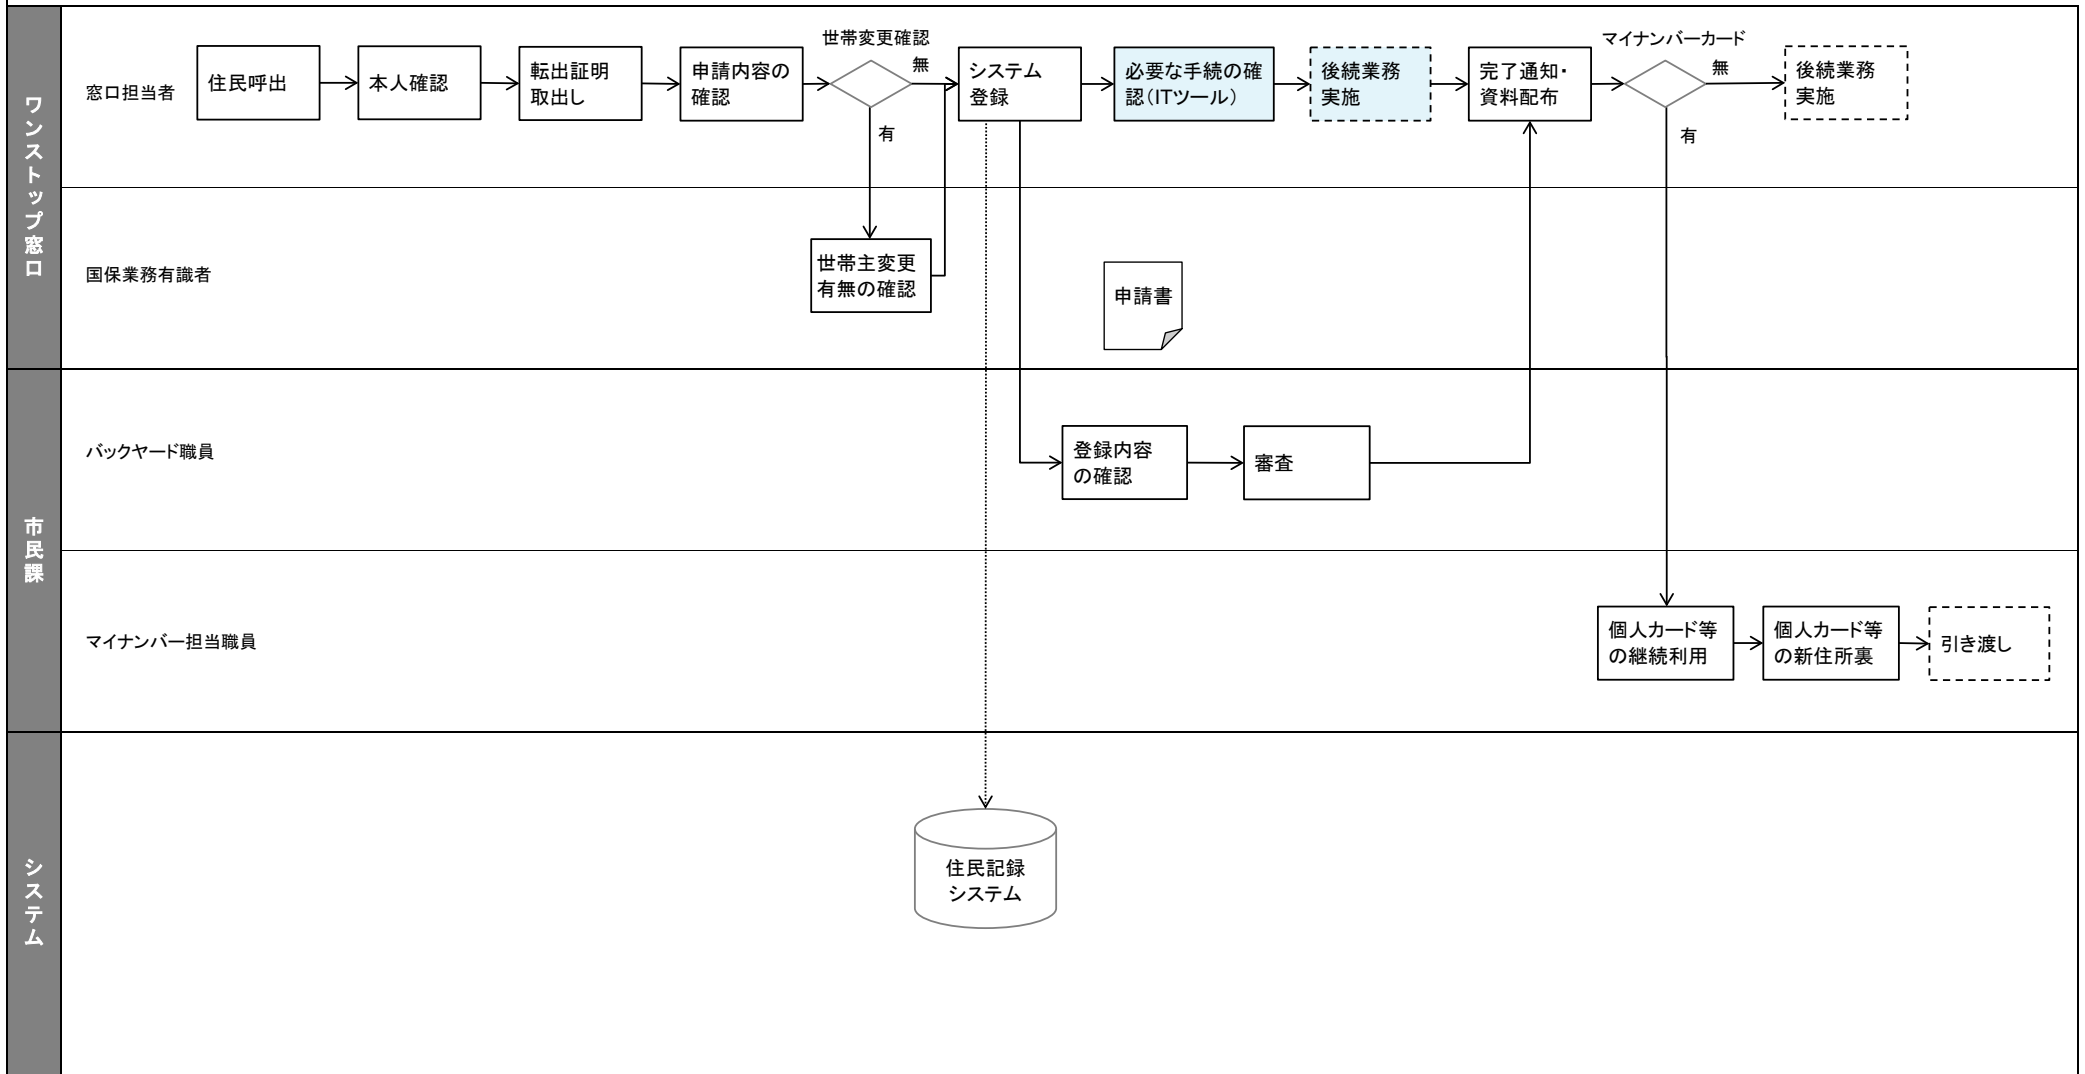 ワンストップ窓口
窓口担当者
住民呼出
本人確認
転出証明
取出し
申請内容の
確認
世帯変更確認
無
有
システム
登録
必要な手続の確
認（ITツール）
後続業務
実施
完了通知・
資料配布
マイナンバーカード
無
有
後続業務
実施
国保業務有識者
世帯主変更
有無の確認
申請書
市民課
バックヤード職員
登録内容
の確認
審査
マイナンバー担当職員
個人カード等
の継続利用
個人カード等
の新住所裏
引き渡し
システム
住民記録
システム